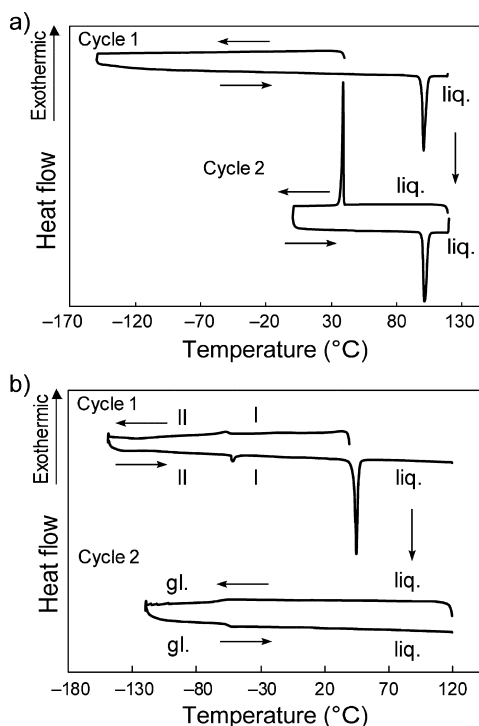 a)
Cycle 1
Exothermic
Heat flow
liq.
Cycle 2
liq.
liq.
–170 –120 –70 –20 30 80 130
Temperature (°C)
b)
Cycle 1
Exothermic
Heat flow
II I
II I
liq.
Cycle 2
gl. liq.
gl. liq.
–180 –130 –80 –30 20 70 120
Temperature (°C)